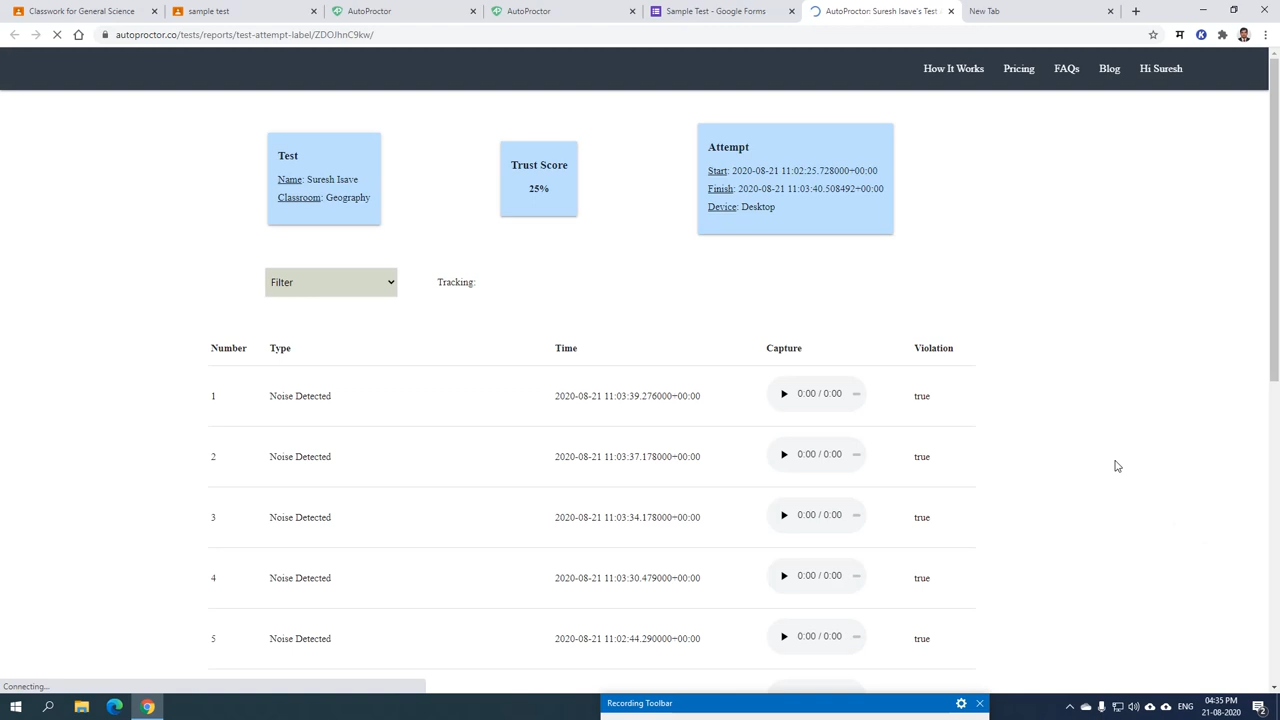 Classwork for General Science
sample test
AutoProctor
AutoProctor
Sample Test - Google Forms
AutoProctor: Suresh Isave's Test
New Tab
autoproctor.co/tests/reports/test-attempt-label/ZDOJhnC9kw/
How It Works
Pricing
FAQs
Blog
Hi Suresh
Test
Name: Suresh Isave
Classroom: Geography
Trust Score
25%
Attempt
Start: 2020-08-21 11:02:25.728000+00:00
Finish: 2020-08-21 11:03:40.508492+00:00
Device: Desktop
Filter
Tracking:
Number Type Time Capture Violation
1 Noise Detected 2020-08-21 11:03:39.276000+00:00 0:00 / 0:00 true
2 Noise Detected 2020-08-21 11:03:37.178000+00:00 0:00 / 0:00 true
3 Noise Detected 2020-08-21 11:03:34.178000+00:00 0:00 / 0:00 true
4 Noise Detected 2020-08-21 11:03:30.479000+00:00 0:00 / 0:00 true
5 Noise Detected 2020-08-21 11:02:44.290000+00:00 0:00 / 0:00 true
Connecting...
Recording Toolbar
ENG
04:35 PM
21-08-2020
2